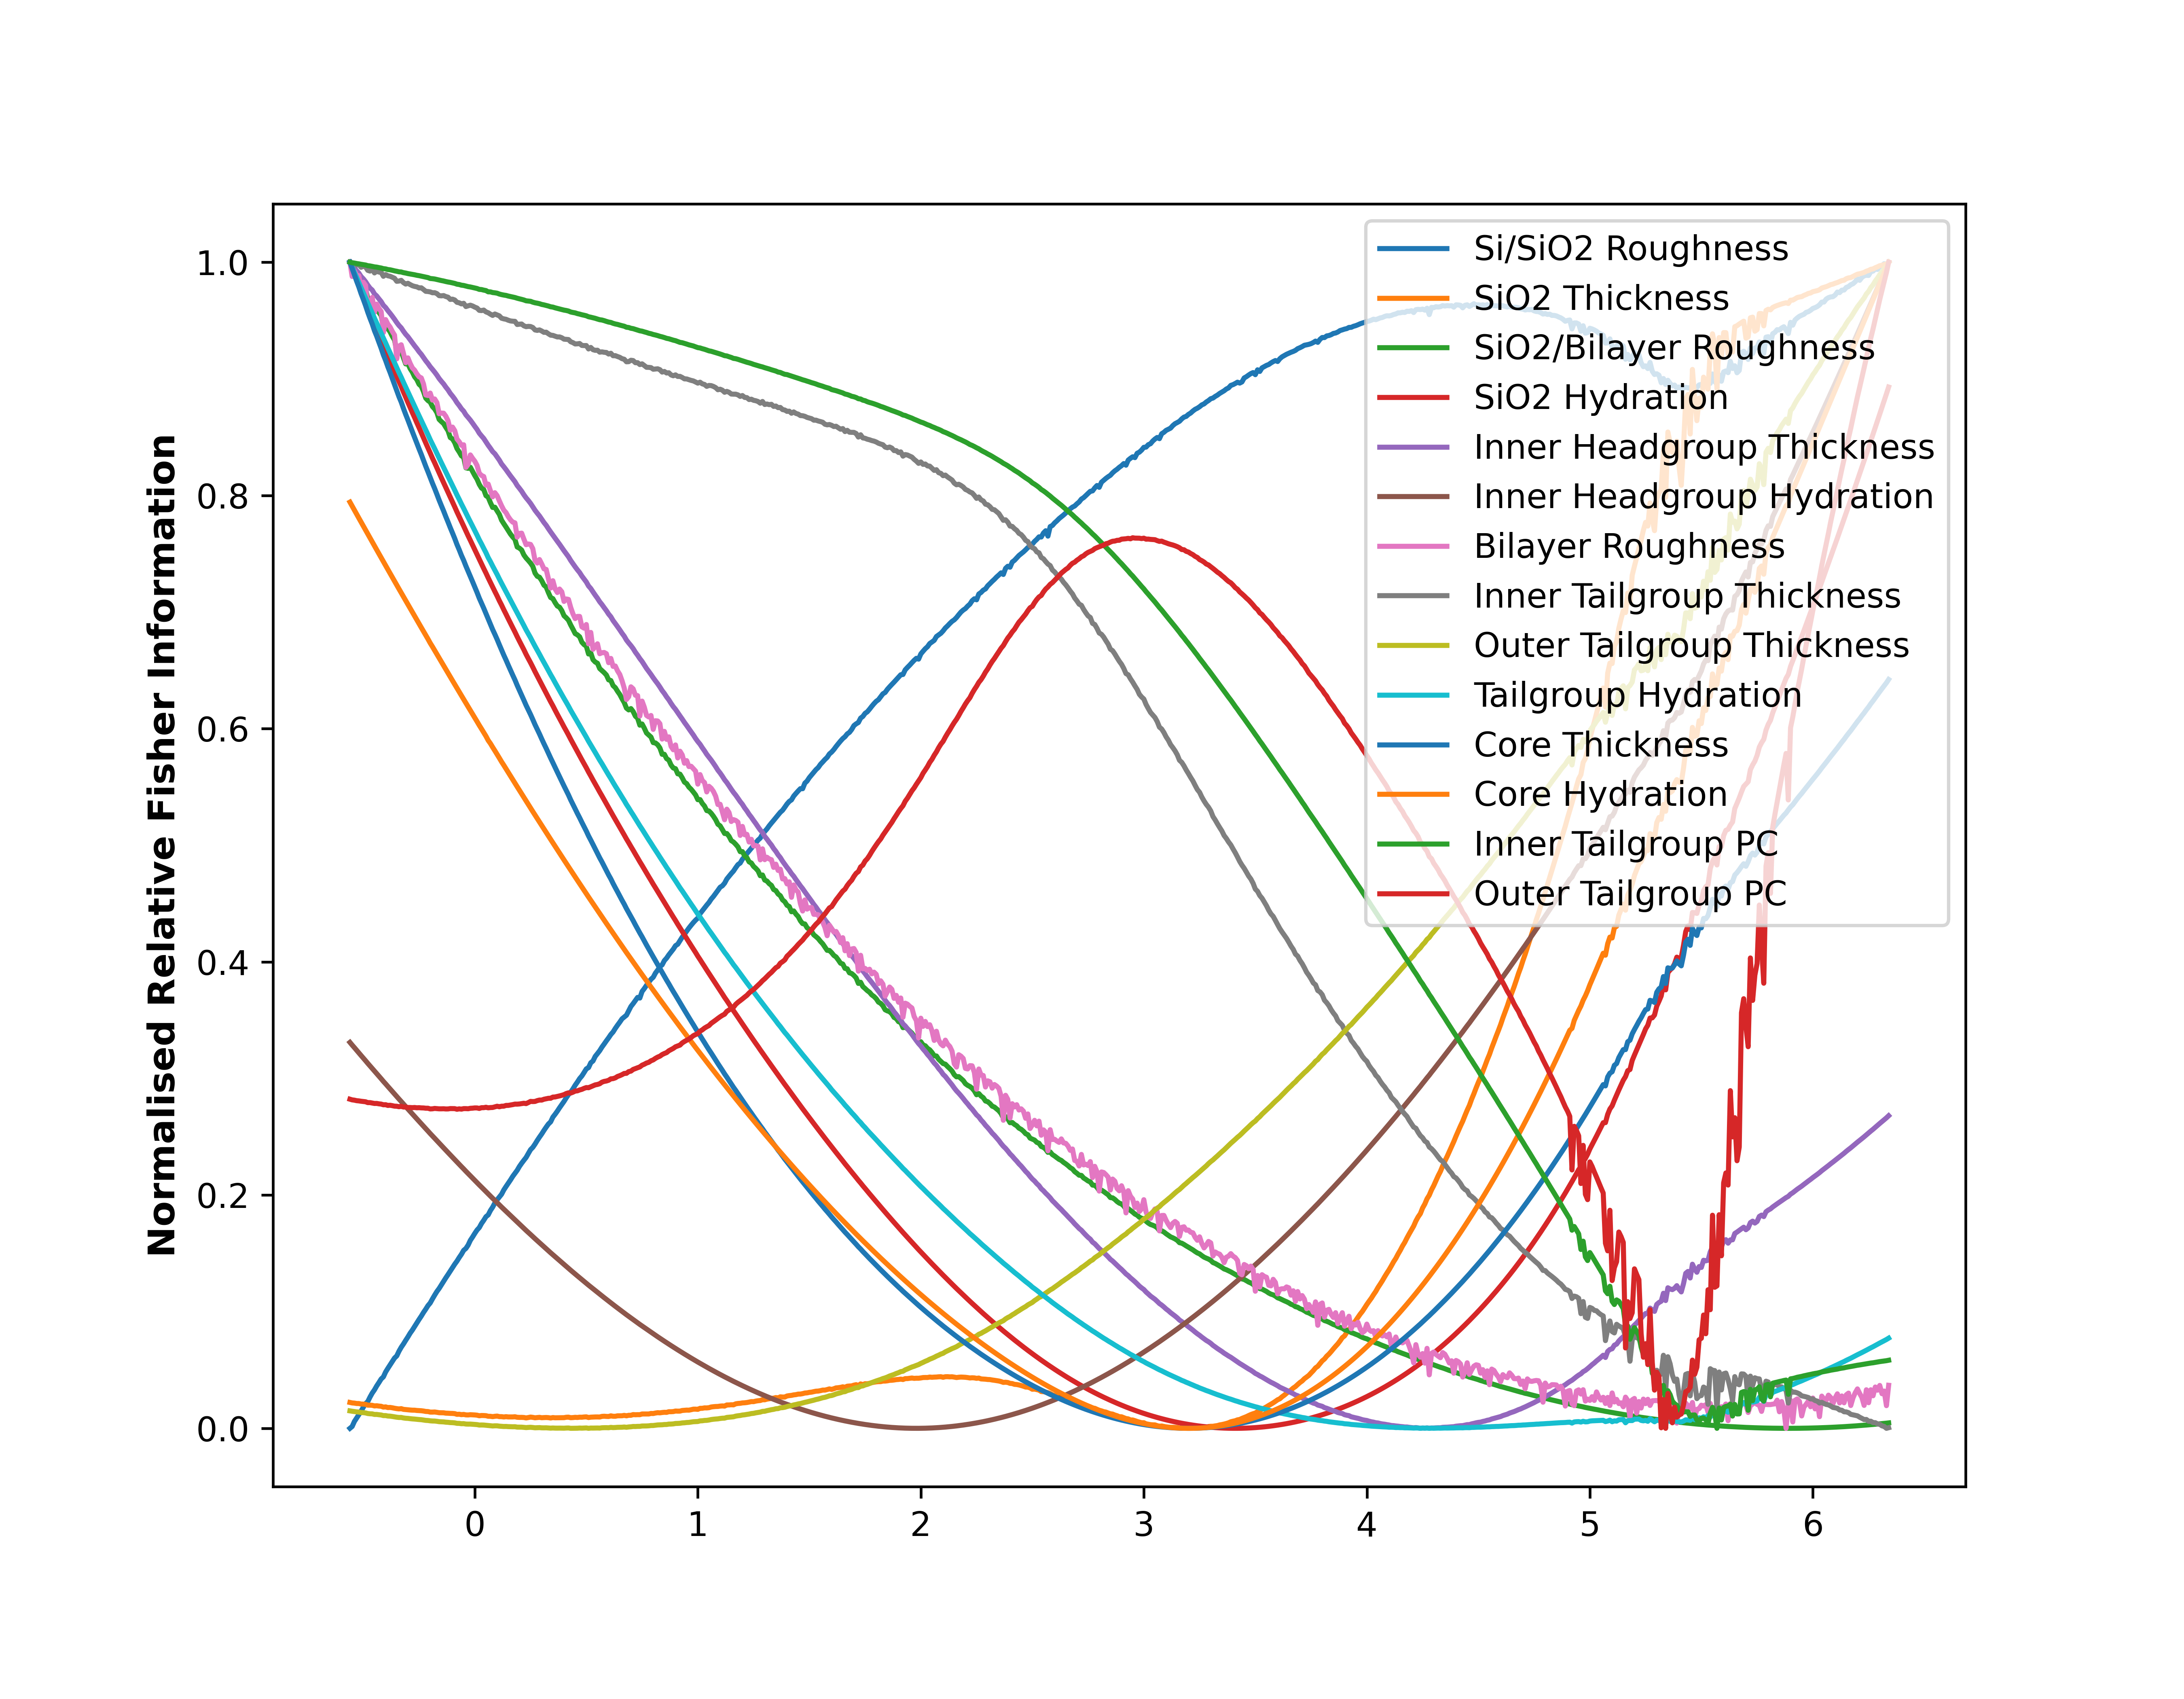 Normalised Relative Fisher Information
1.0
0.8
0.6
0.4
0.2
0.0
Si/SiO2 Roughness
SiO2 Thickness
SiO2/Bilayer Roughness
SiO2 Hydration
Inner Headgroup Thickness
Inner Headgroup Hydration
Bilayer Roughness
Inner Tailgroup Thickness
Outer Tailgroup Thickness
Tailgroup Hydration
Core Thickness
Core Hydration
Inner Tailgroup PC
Outer Tailgroup PC
0 1 2 3 4 5 6